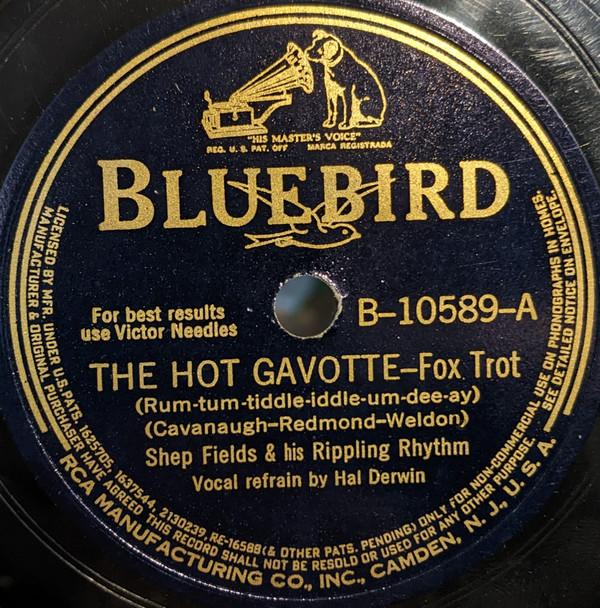 "HIS MASTER'S VOICE"
REG. U. S. PAT. OFF MARCA REGISTRADA
BLUEBIRD
For best results
use Victor Needles
B-10589-A
THE HOT GAVOTTE-Fox Trot
(Rum-tum-tiddle-iddle-um-dee-ay)
(Cavanaugh-Redmond-Weldon)
Shep Fields & his Rippling Rhythm
Vocal refrain by Hal Derwin
LICENSED BY MFR. UNDER U.S. PATS. 1625705, 1637544, 2130239, RE-16588 (& OTHER PATS. PENDING) ONLY FOR NON-COMMERCIAL USE ON PHONOGRAPHS IN HOMES.
MANUFACTURER & ORIGINAL PURCHASER HAVE AGREED THIS RECORD SHALL NOT BE RESOLD OR USED FOR ANY OTHER PURPOSE. SEE DETAILED NOTICE ON ENVELOPE.
RCA MANUFACTURING CO., INC., CAMDEN, N. J., U. S. A.